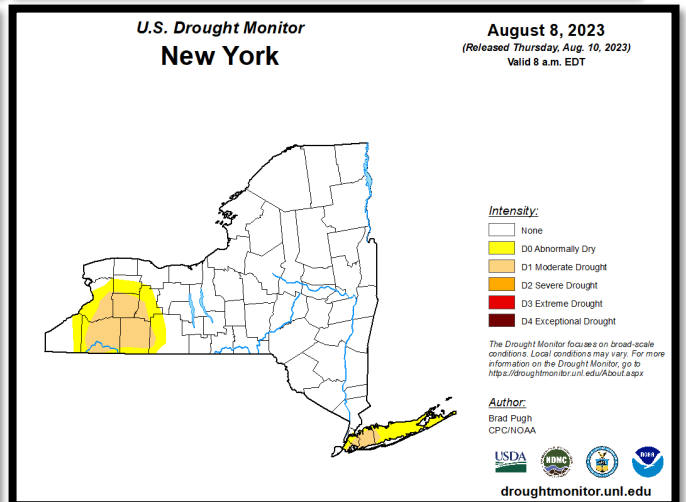 U.S. Drought Monitor
New York
August 8, 2023
(Released Thursday, Aug. 10, 2023)
Valid 8 a.m. EDT
Intensity:
None
D0 Abnormally Dry
D1 Moderate Drought
D2 Severe Drought
D3 Extreme Drought
D4 Exceptional Drought
The Drought Monitor focuses on broad-scale
conditions. Local conditions may vary. For more
information on the Drought Monitor, go to
https://droughtmonitor.unl.edu/About.aspx
Author:
Brad Pugh
CPC/NOAA
USDA
NDMC
NOAA
droughtmonitor.unl.edu